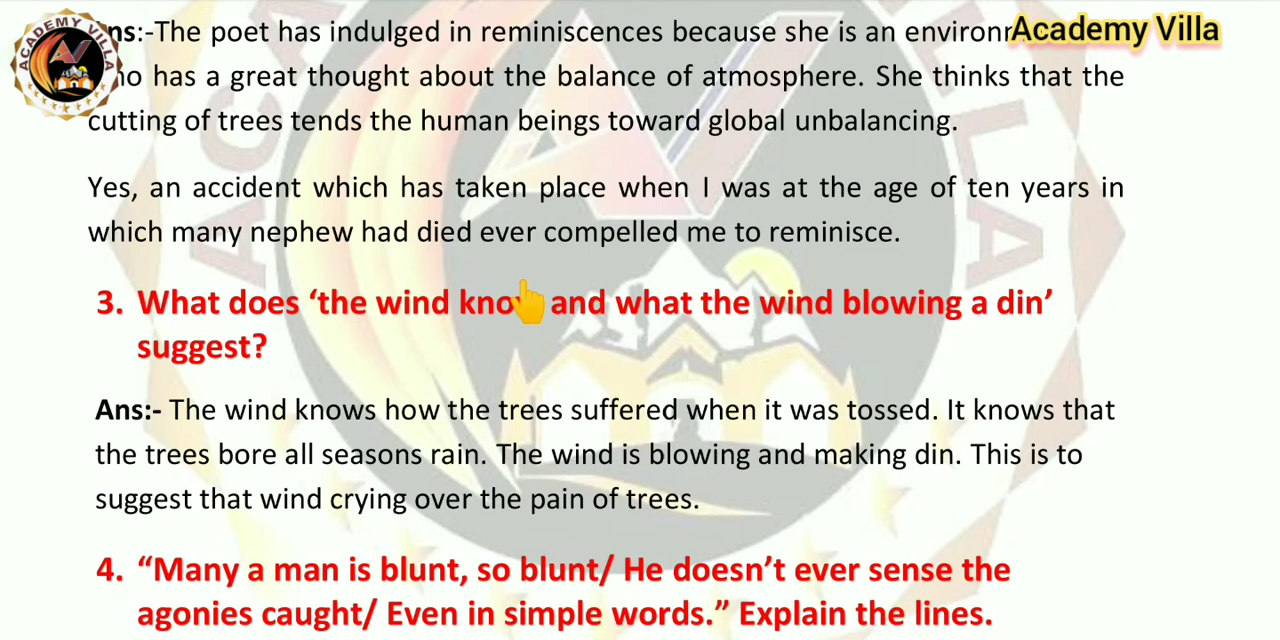 ns:-The poet has indulged in reminiscences because she is an environ
Academy Villa
ACADEMY VILLA
AV
ho has a great thought about the balance of atmosphere. She thinks that the
cutting of trees tends the human beings toward global unbalancing.
Yes, an accident which has taken place when I was at the age of ten years in
which many nephew had died ever compelled me to reminisce.
3. What does ‘the wind kno and what the wind blowing a din’
suggest?
Ans:- The wind knows how the trees suffered when it was tossed. It knows that
the trees bore all seasons rain. The wind is blowing and making din. This is to
suggest that wind crying over the pain of trees.
4. “Many a man is blunt, so blunt/ He doesn’t ever sense the
agonies caught/ Even in simple words.” Explain the lines.